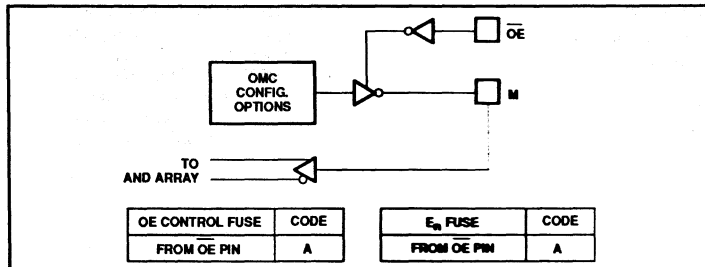 OE
OMC
CONFIG.
OPTIONS
M
TO
AND ARRAY
OE CONTROL FUSE CODE
FROM OE PIN A
En FUSE CODE
FROM OE PIN A